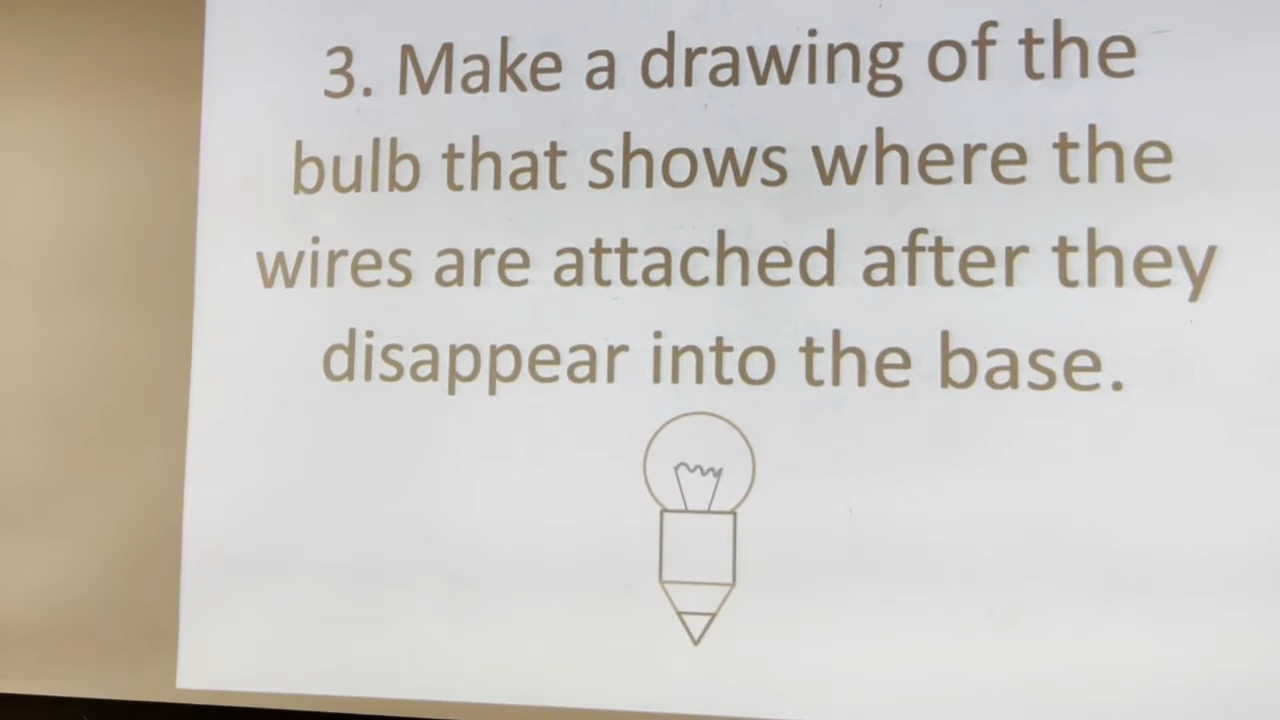 3. Make a drawing of the
bulb that shows where the
wires are attached after they
disappear into the base.